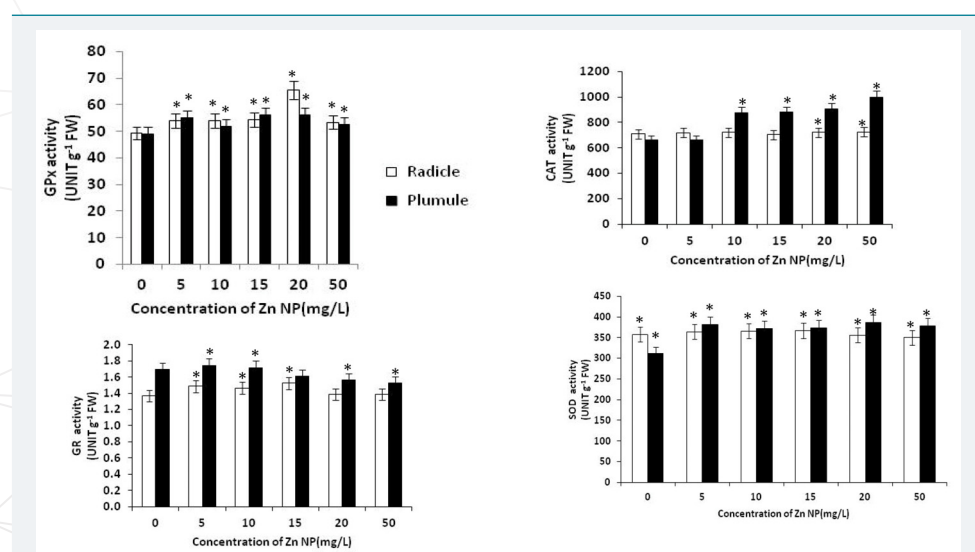 80
70
60
50
40
30
20
10
0
GPx activity
(UNIT g-1 FW)
* * * * * * * * * *
0 5 10 15 20 50
Concentration of Zn NP(mg/L)
Radicle
Plumule
1200
1000
800
600
400
200
0
CAT activity
(UNIT g-1 FW)
* * * * * *
0 5 10 15 20 50
Concentration of Zn NP(mg/L)
2.0
1.8
1.6
1.4
1.2
1.0
0.8
0.6
0.4
0.2
0.0
GR activity
(UNIT g-1 FW)
* * * * * * *
0 5 10 15 20 50
Concentration of Zn NP(mg/L)
450
400
350
300
250
200
150
100
50
0
SOD activity
(UNIT g-1 FW)
* * * * * * * * * * * *
0 5 10 15 20 50
Concentration of Zn NP(mg/L)